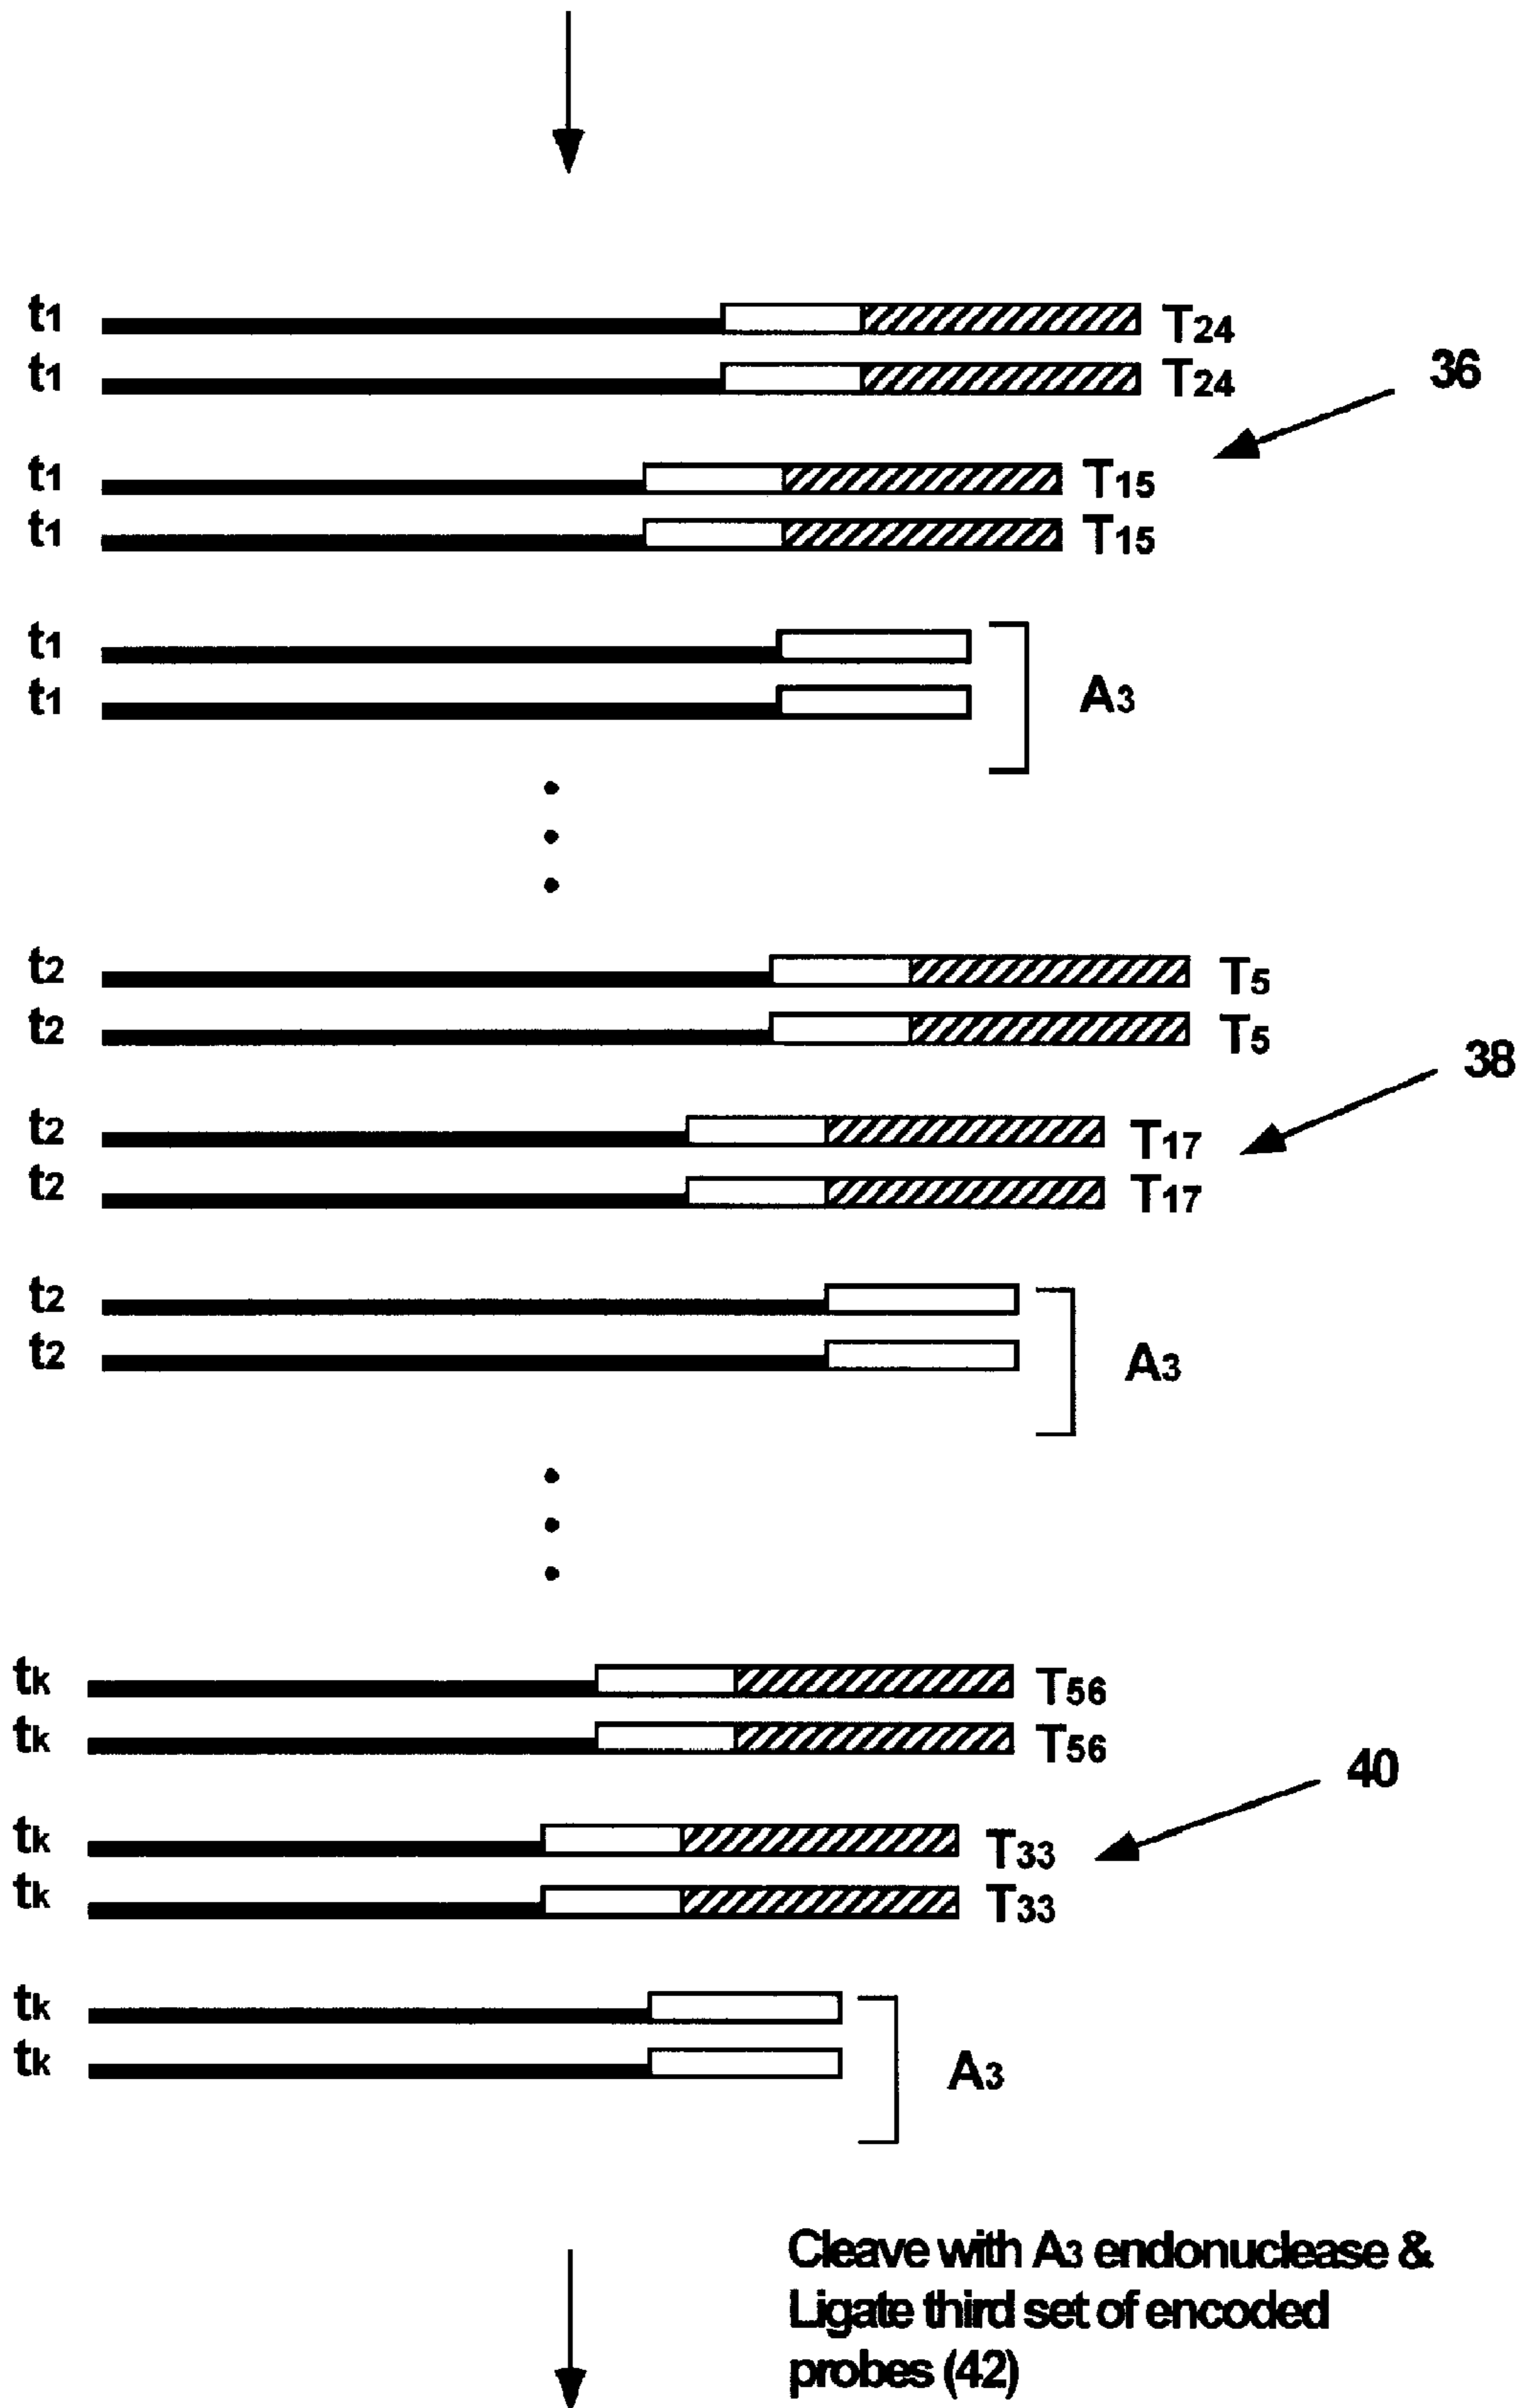 t1 T24
t1 T24
36
t1 T15
t1 T15
t1
t1 A3
t2 T5
t2 T5
38
t2 T17
t2 T17
t2
t2 A3
tk T56
tk T56
40
tk T33
tk T33
tk
tk A3
Cleave with A3 endonuclease &
Ligate third set of encoded
probes (42)